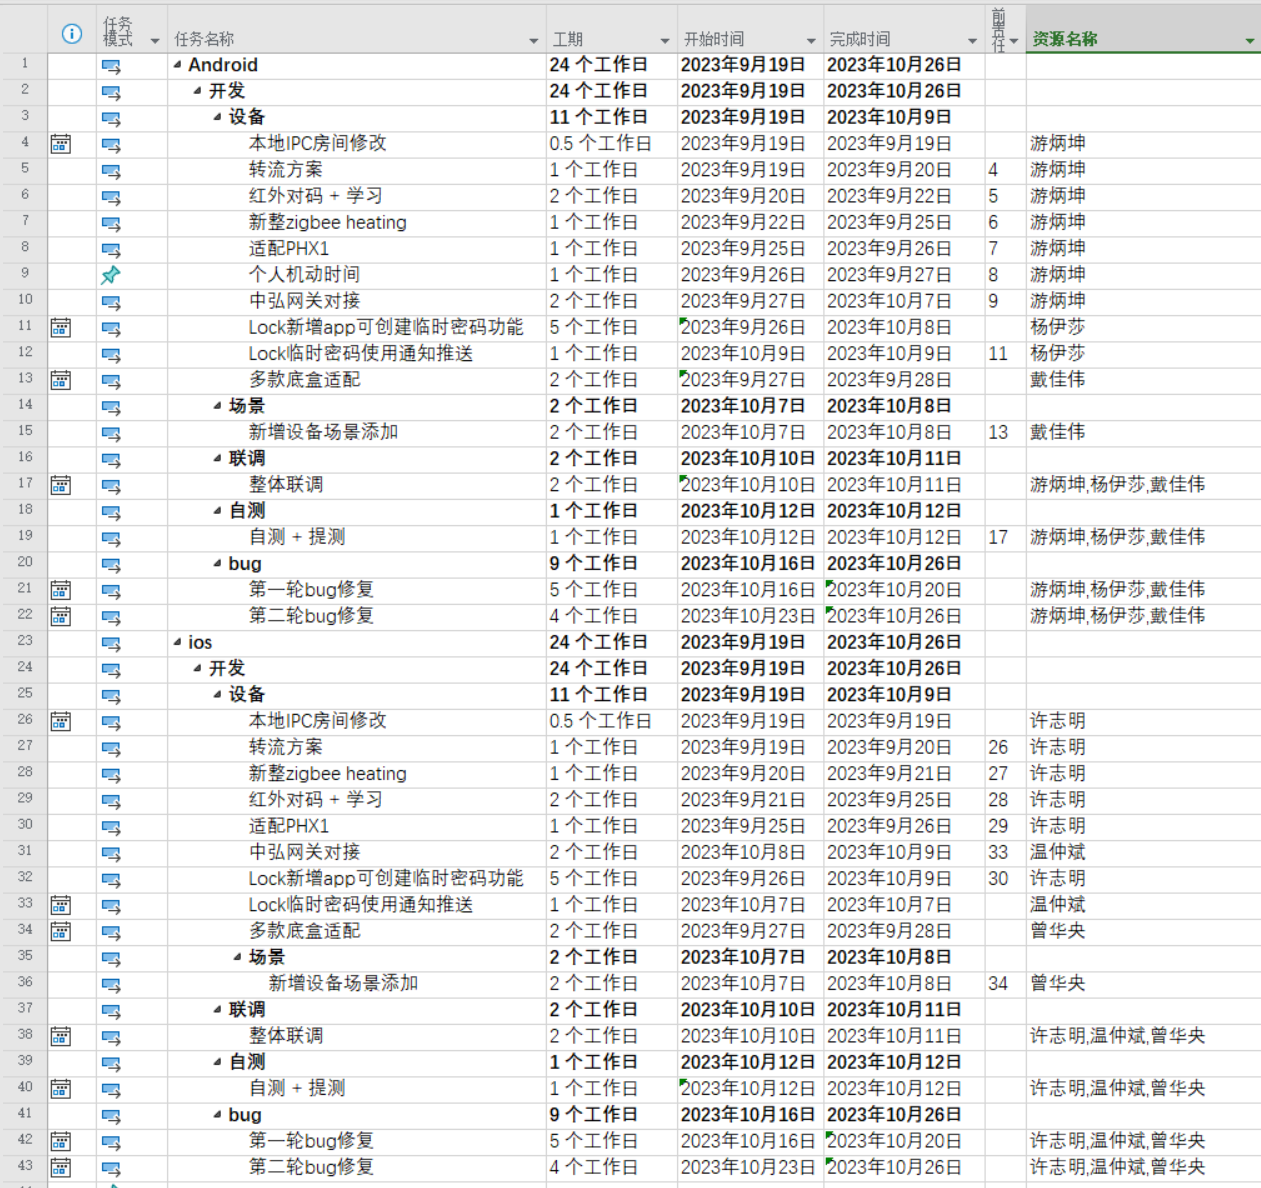 任务模式 任务名称 工期 开始时间 完成时间 资源名称
1 Android 24 个工作日 2023年9月19日 2023年10月26日
2 开发 24 个工作日 2023年9月19日 2023年10月26日
3 设备 11 个工作日 2023年9月19日 2023年10月9日
4 本地IPC房间修改 0.5 个工作日 2023年9月19日 2023年9月19日 游炳坤
5 转流方案 1 个工作日 2023年9月19日 2023年9月20日 4 游炳坤
6 红外对码 + 学习 2 个工作日 2023年9月20日 2023年9月22日 5 游炳坤
7 新整zigbee heating 1 个工作日 2023年9月22日 2023年9月25日 6 游炳坤
8 适配PHX1 1 个工作日 2023年9月25日 2023年9月26日 7 游炳坤
9 个人机动时间 1 个工作日 2023年9月26日 2023年9月27日 8 游炳坤
10 中弘网关对接 2 个工作日 2023年9月27日 2023年10月7日 9 游炳坤
11 Lock新增app可创建临时密码功能 5 个工作日 2023年9月26日 2023年10月8日 杨伊莎
12 Lock临时密码使用通知推送 1 个工作日 2023年10月9日 2023年10月9日 11 杨伊莎
13 多款底盒适配 2 个工作日 2023年9月27日 2023年9月28日 戴佳伟
14 场景 2 个工作日 2023年10月7日 2023年10月8日
15 新增设备场景添加 2 个工作日 2023年10月7日 2023年10月8日 13 戴佳伟
16 联调 2 个工作日 2023年10月10日 2023年10月11日
17 整体联调 2 个工作日 2023年10月10日 2023年10月11日 游炳坤,杨伊莎,戴佳伟
18 自测 1 个工作日 2023年10月12日 2023年10月12日
19 自测 + 提测 1 个工作日 2023年10月12日 2023年10月12日 17 游炳坤,杨伊莎,戴佳伟
20 bug 9 个工作日 2023年10月16日 2023年10月26日
21 第一轮bug修复 5 个工作日 2023年10月16日 2023年10月20日 游炳坤,杨伊莎,戴佳伟
22 第二轮bug修复 4 个工作日 2023年10月23日 2023年10月26日 游炳坤,杨伊莎,戴佳伟
23 ios 24 个工作日 2023年9月19日 2023年10月26日
24 开发 24 个工作日 2023年9月19日 2023年10月26日
25 设备 11 个工作日 2023年9月19日 2023年10月9日
26 本地IPC房间修改 0.5 个工作日 2023年9月19日 2023年9月19日 许志明
27 转流方案 1 个工作日 2023年9月19日 2023年9月20日 26 许志明
28 新整zigbee heating 1 个工作日 2023年9月20日 2023年9月21日 27 许志明
29 红外对码 + 学习 2 个工作日 2023年9月21日 2023年9月25日 28 许志明
30 适配PHX1 1 个工作日 2023年9月25日 2023年9月26日 29 许志明
31 中弘网关对接 2 个工作日 2023年10月8日 2023年10月9日 33 温仲斌
32 Lock新增app可创建临时密码功能 5 个工作日 2023年9月26日 2023年10月9日 30 许志明
33 Lock临时密码使用通知推送 1 个工作日 2023年10月7日 2023年10月7日 温仲斌
34 多款底盒适配 2 个工作日 2023年9月27日 2023年9月28日 曾华央
35 场景 2 个工作日 2023年10月7日 2023年10月8日
36 新增设备场景添加 2 个工作日 2023年10月7日 2023年10月8日 34 曾华央
37 联调 2 个工作日 2023年10月10日 2023年10月11日
38 整体联调 2 个工作日 2023年10月10日 2023年10月11日 许志明,温仲斌,曾华央
39 自测 1 个工作日 2023年10月12日 2023年10月12日
40 自测 + 提测 1 个工作日 2023年10月12日 2023年10月12日 许志明,温仲斌,曾华央
41 bug 9 个工作日 2023年10月16日 2023年10月26日
42 第一轮bug修复 5 个工作日 2023年10月16日 2023年10月20日 许志明,温仲斌,曾华央
43 第二轮bug修复 4 个工作日 2023年10月23日 2023年10月26日 许志明,温仲斌,曾华央